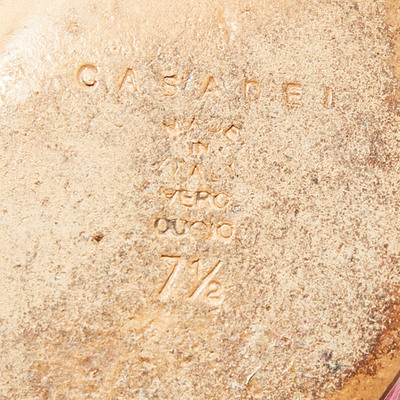 CASADEI
MADE
IN
ITALY
VERO
CUOIO
7½